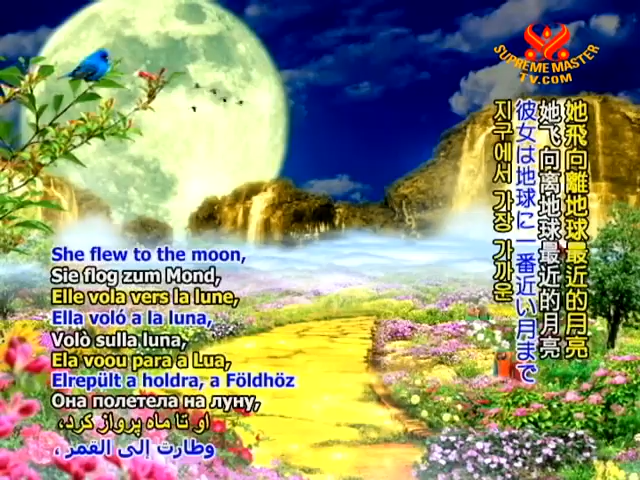 SUPREME MASTER
TV.COM
她飛向離地球最近的月亮
她飞向离地球最近的月亮
彼女は地球に一番近い月まで
지구에서 가장 가까운
She flew to the moon,
Sie flog zum Mond,
Elle vola vers la lune,
Ella voló a la luna,
Volò sulla luna,
Ela voou para a Lua,
Elrepült a holdra, a Földhöz
Она полетела на луну,
او تا ماه پرواز کرد،
وطارت إلى القمر ،